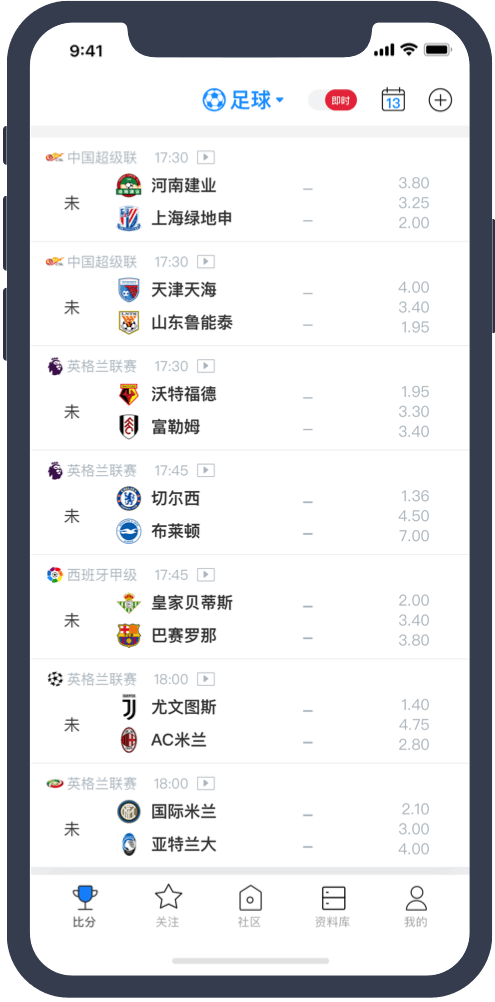 9:41
足球
即时
13
中国超级联 17:30
未
河南建业 – 3.80
3.25
上海绿地申 – 2.00
中国超级联 17:30
未
天津天海 – 4.00
3.40
山东鲁能泰 – 1.95
英格兰联赛 17:30
未
沃特福德 – 1.95
3.30
富勒姆 – 3.40
英格兰联赛 17:45
未
切尔西 – 1.36
4.50
布莱顿 – 7.00
西班牙甲级 17:45
未
皇家贝蒂斯 – 2.00
3.40
巴赛罗那 – 3.80
英格兰联赛 18:00
未
尤文图斯 – 1.40
4.75
AC米兰 – 2.80
英格兰联赛 18:00
未
国际米兰 – 2.10
3.00
亚特兰大 – 4.00
比分 关注 社区 资料库 我的